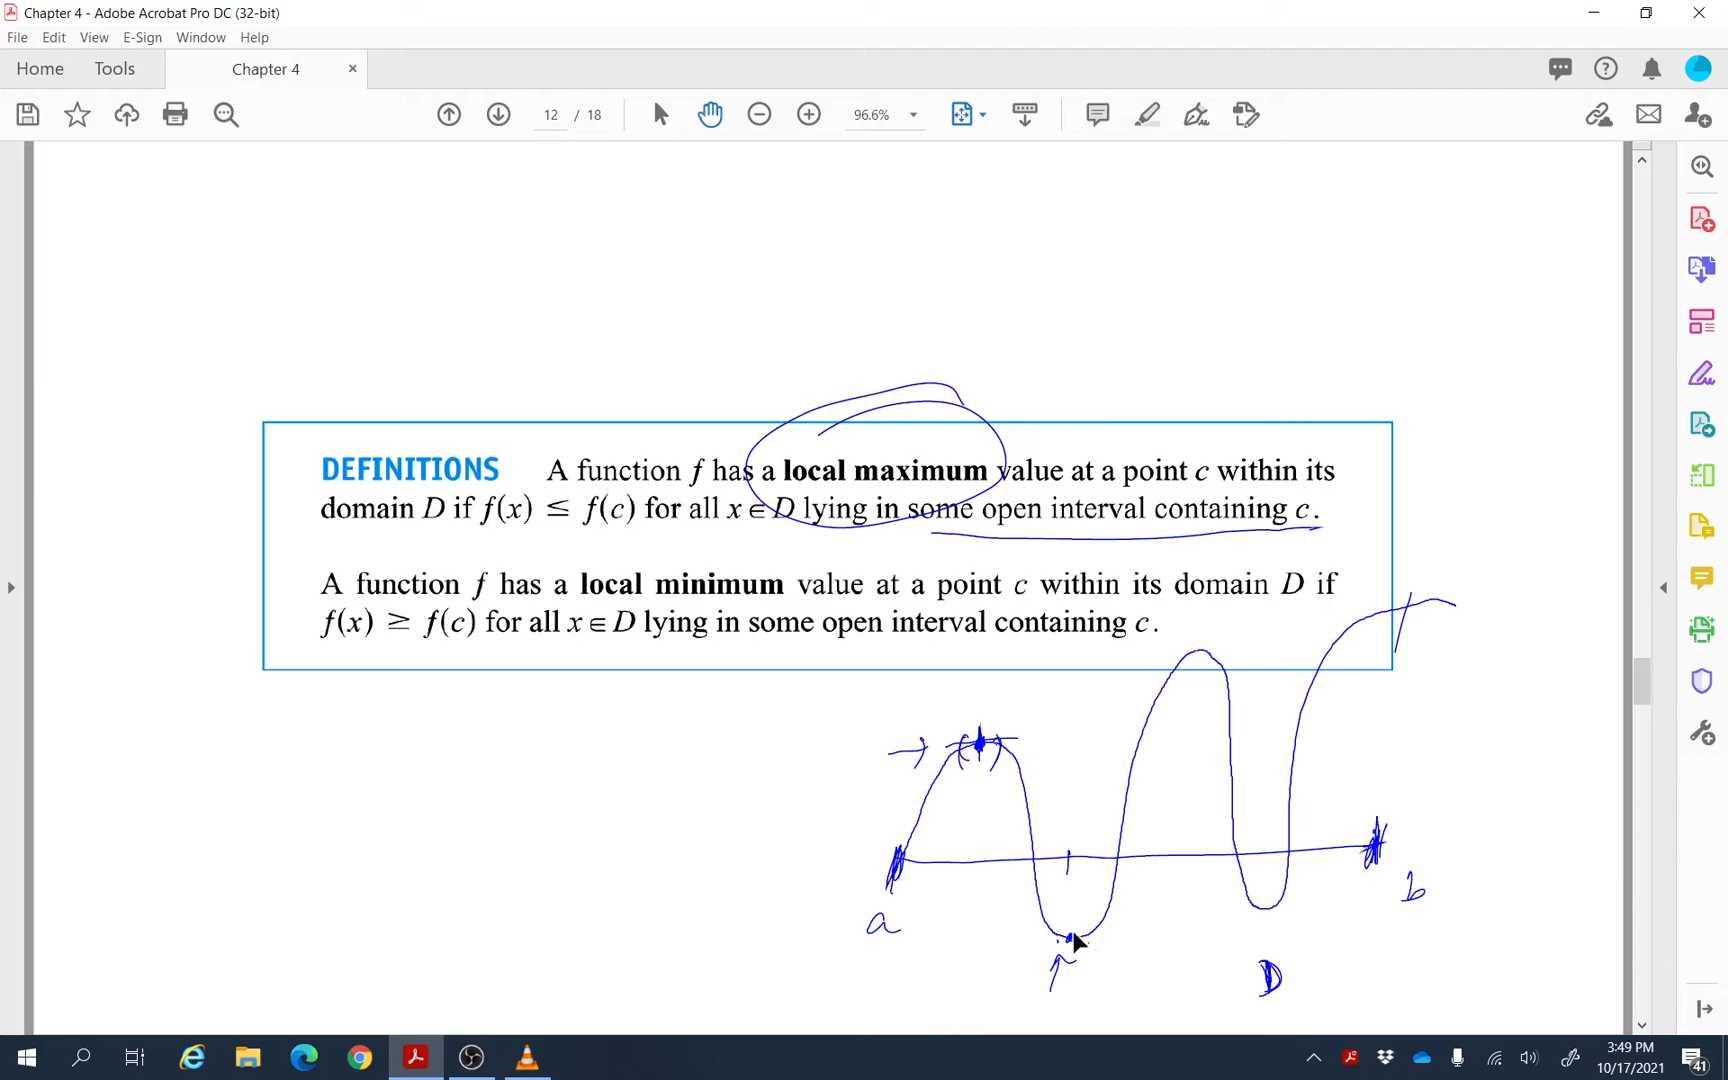 Chapter 4 - Adobe Acrobat Pro DC (32-bit)
File Edit View E-Sign Window Help
Home Tools Chapter 4 ×
12 / 18 96.6%
DEFINITIONS A function f has a local maximum value at a point c within its
domain D if f(x) ≤ f(c) for all x ∈ D lying in some open interval containing c.
A function f has a local minimum value at a point c within its domain D if
f(x) ≥ f(c) for all x ∈ D lying in some open interval containing c.
a
b
D
3:49 PM
10/17/2021
41